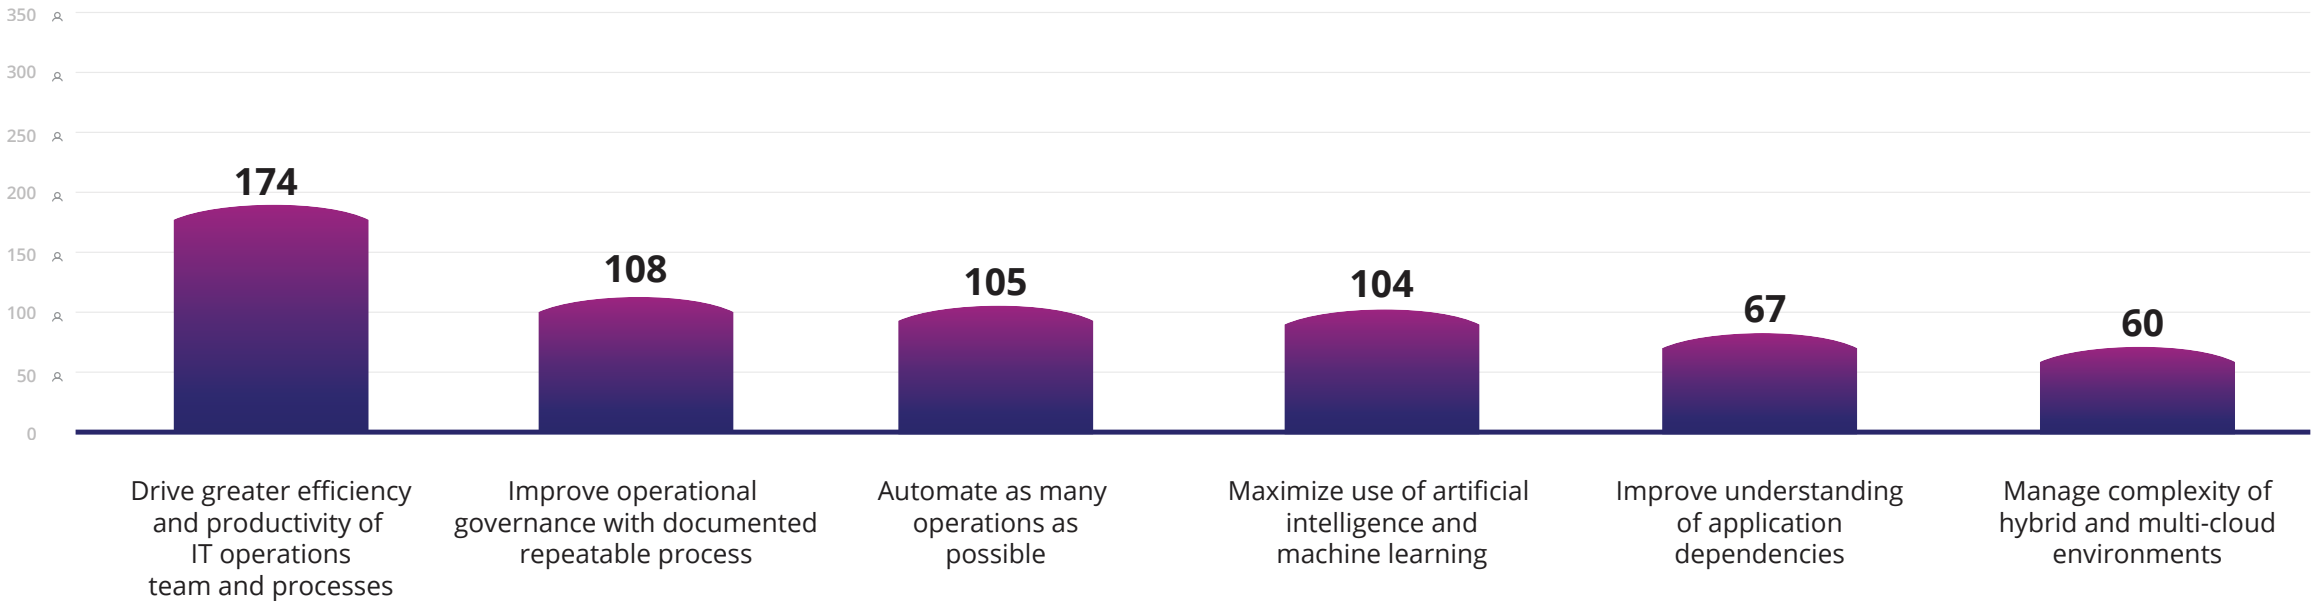 350
300
250
200
150
100
50
0
174
108
105
104
67
60
Drive greater efficiency
and productivity of
IT operations
team and processes
Improve operational
governance with documented
repeatable process
Automate as many
operations as
possible
Maximize use of artificial
intelligence and
machine learning
Improve understanding
of application
dependencies
Manage complexity of
hybrid and multi-cloud
environments